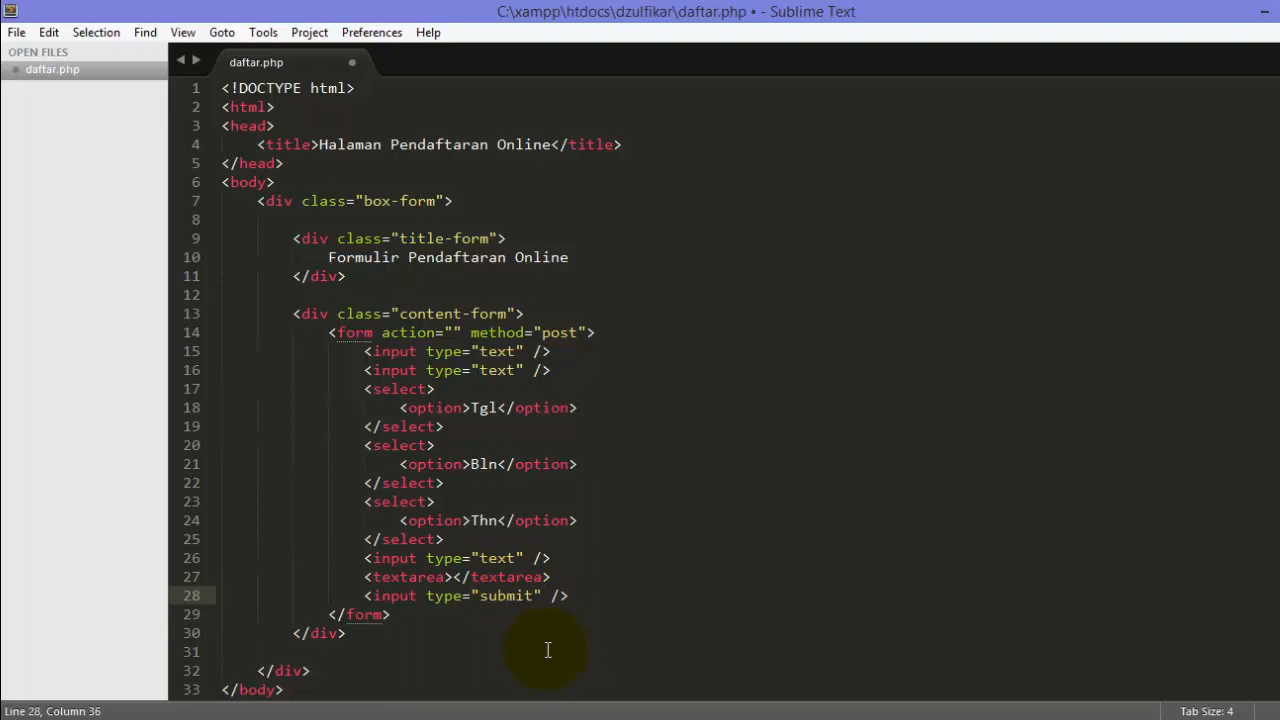 C:\xampp\htdocs\dzulfikar\daftar.php • - Sublime Text
File Edit Selection Find View Goto Tools Project Preferences Help
OPEN FILES
daftar.php
daftar.php
1 <!DOCTYPE html>
2 <html>
3 <head>
4 <title>Halaman Pendaftaran Online</title>
5 </head>
6 <body>
7 <div class="box-form">
8
9 <div class="title-form">
10 Formulir Pendaftaran Online
11 </div>
12
13 <div class="content-form">
14 <form action="" method="post">
15 <input type="text" />
16 <input type="text" />
17 <select>
18 <option>Tgl</option>
19 </select>
20 <select>
21 <option>Bln</option>
22 </select>
23 <select>
24 <option>Thn</option>
25 </select>
26 <input type="text" />
27 <textarea></textarea>
28 <input type="submit" />
29 </form>
30 </div>
31
32 </div>
33 </body>
Line 28, Column 36
Tab Size: 4